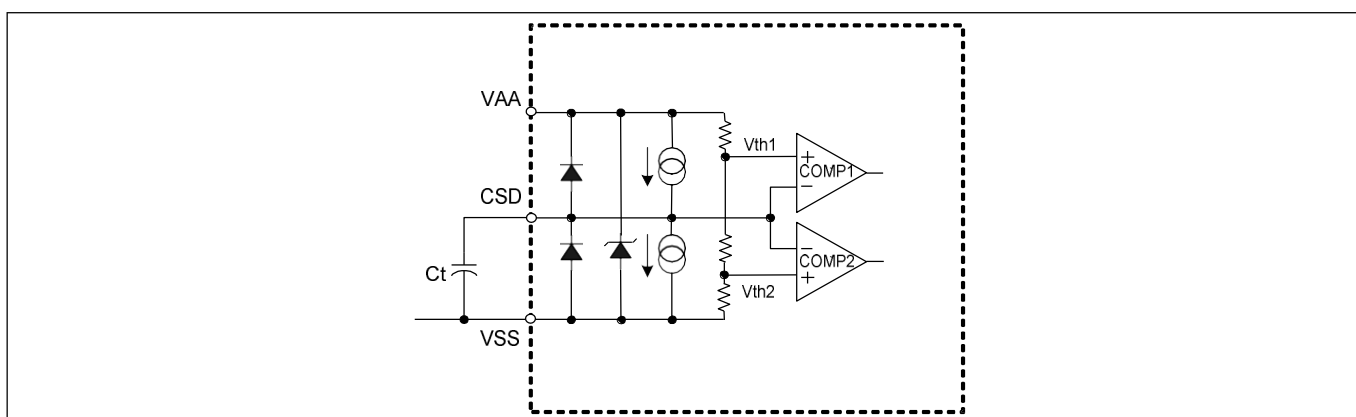 VAA
Vth1
+
COMP1
−
CSD
−
COMP2
+
Ct
Vth2
VSS